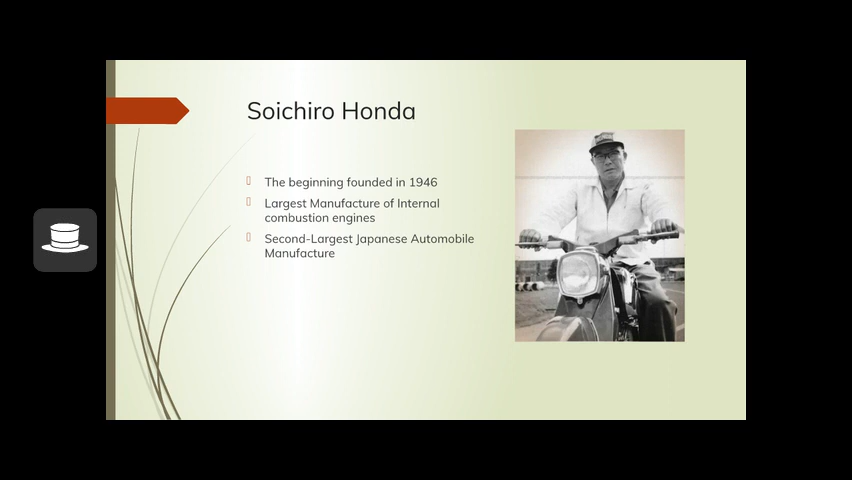 Soichiro Honda
The beginning founded in 1946
Largest Manufacture of Internal
combustion engines
Second-Largest Japanese Automobile
Manufacture